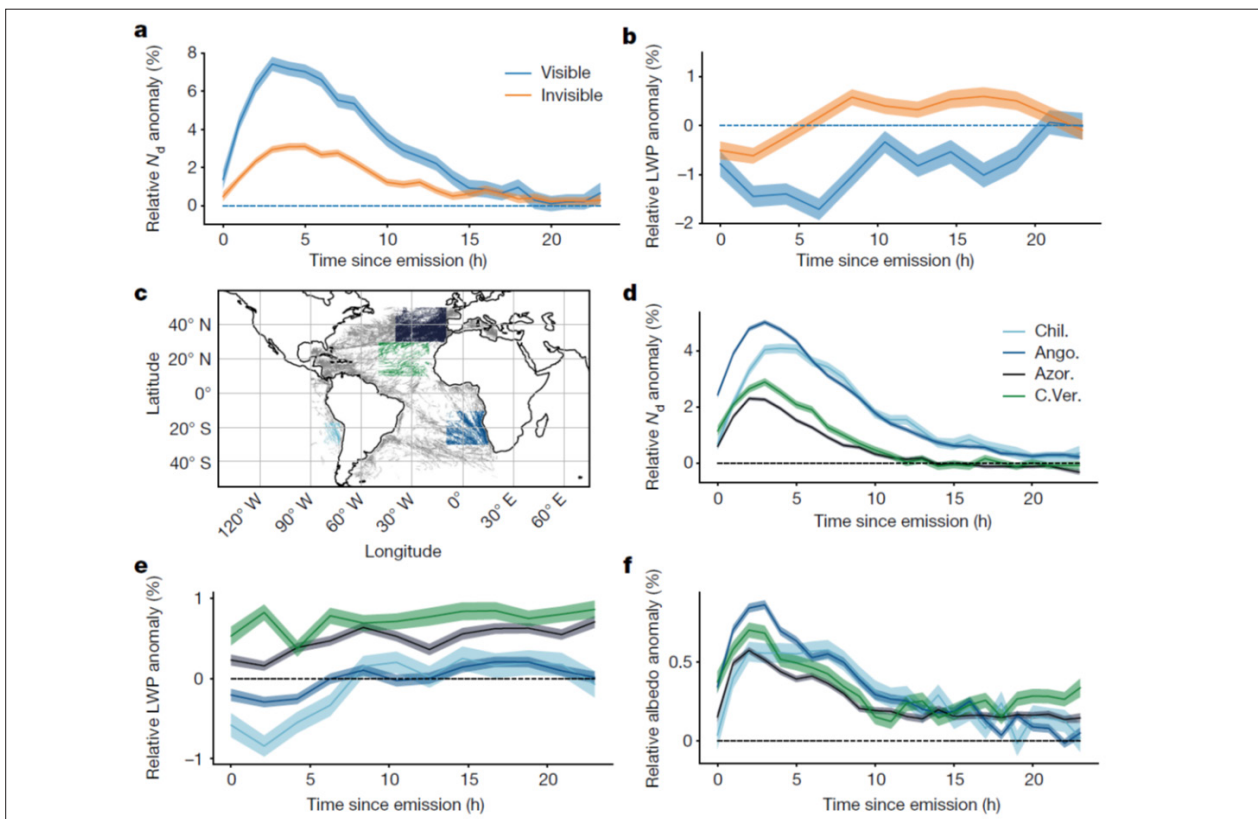 a
Relative Nd anomaly (%)
8
6
4
2
0
Visible
Invisible
0 5 10 15 20
Time since emission (h)
b
Relative LWP anomaly (%)
1
0
−1
−2
0 5 10 15 20
Time since emission (h)
c
Latitude
40° N
20° N
0°
20° S
40° S
120° W 90° W 60° W 30° W 0° 30° E 60° E
Longitude
d
Relative Nd anomaly (%)
4
2
0
Chil.
Ango.
Azor.
C.Ver.
0 5 10 15 20
Time since emission (h)
e
Relative LWP anomaly (%)
1
0
−1
0 5 10 15 20
Time since emission (h)
f
Relative albedo anomaly (%)
0.5
0
0 5 10 15 20
Time since emission (h)